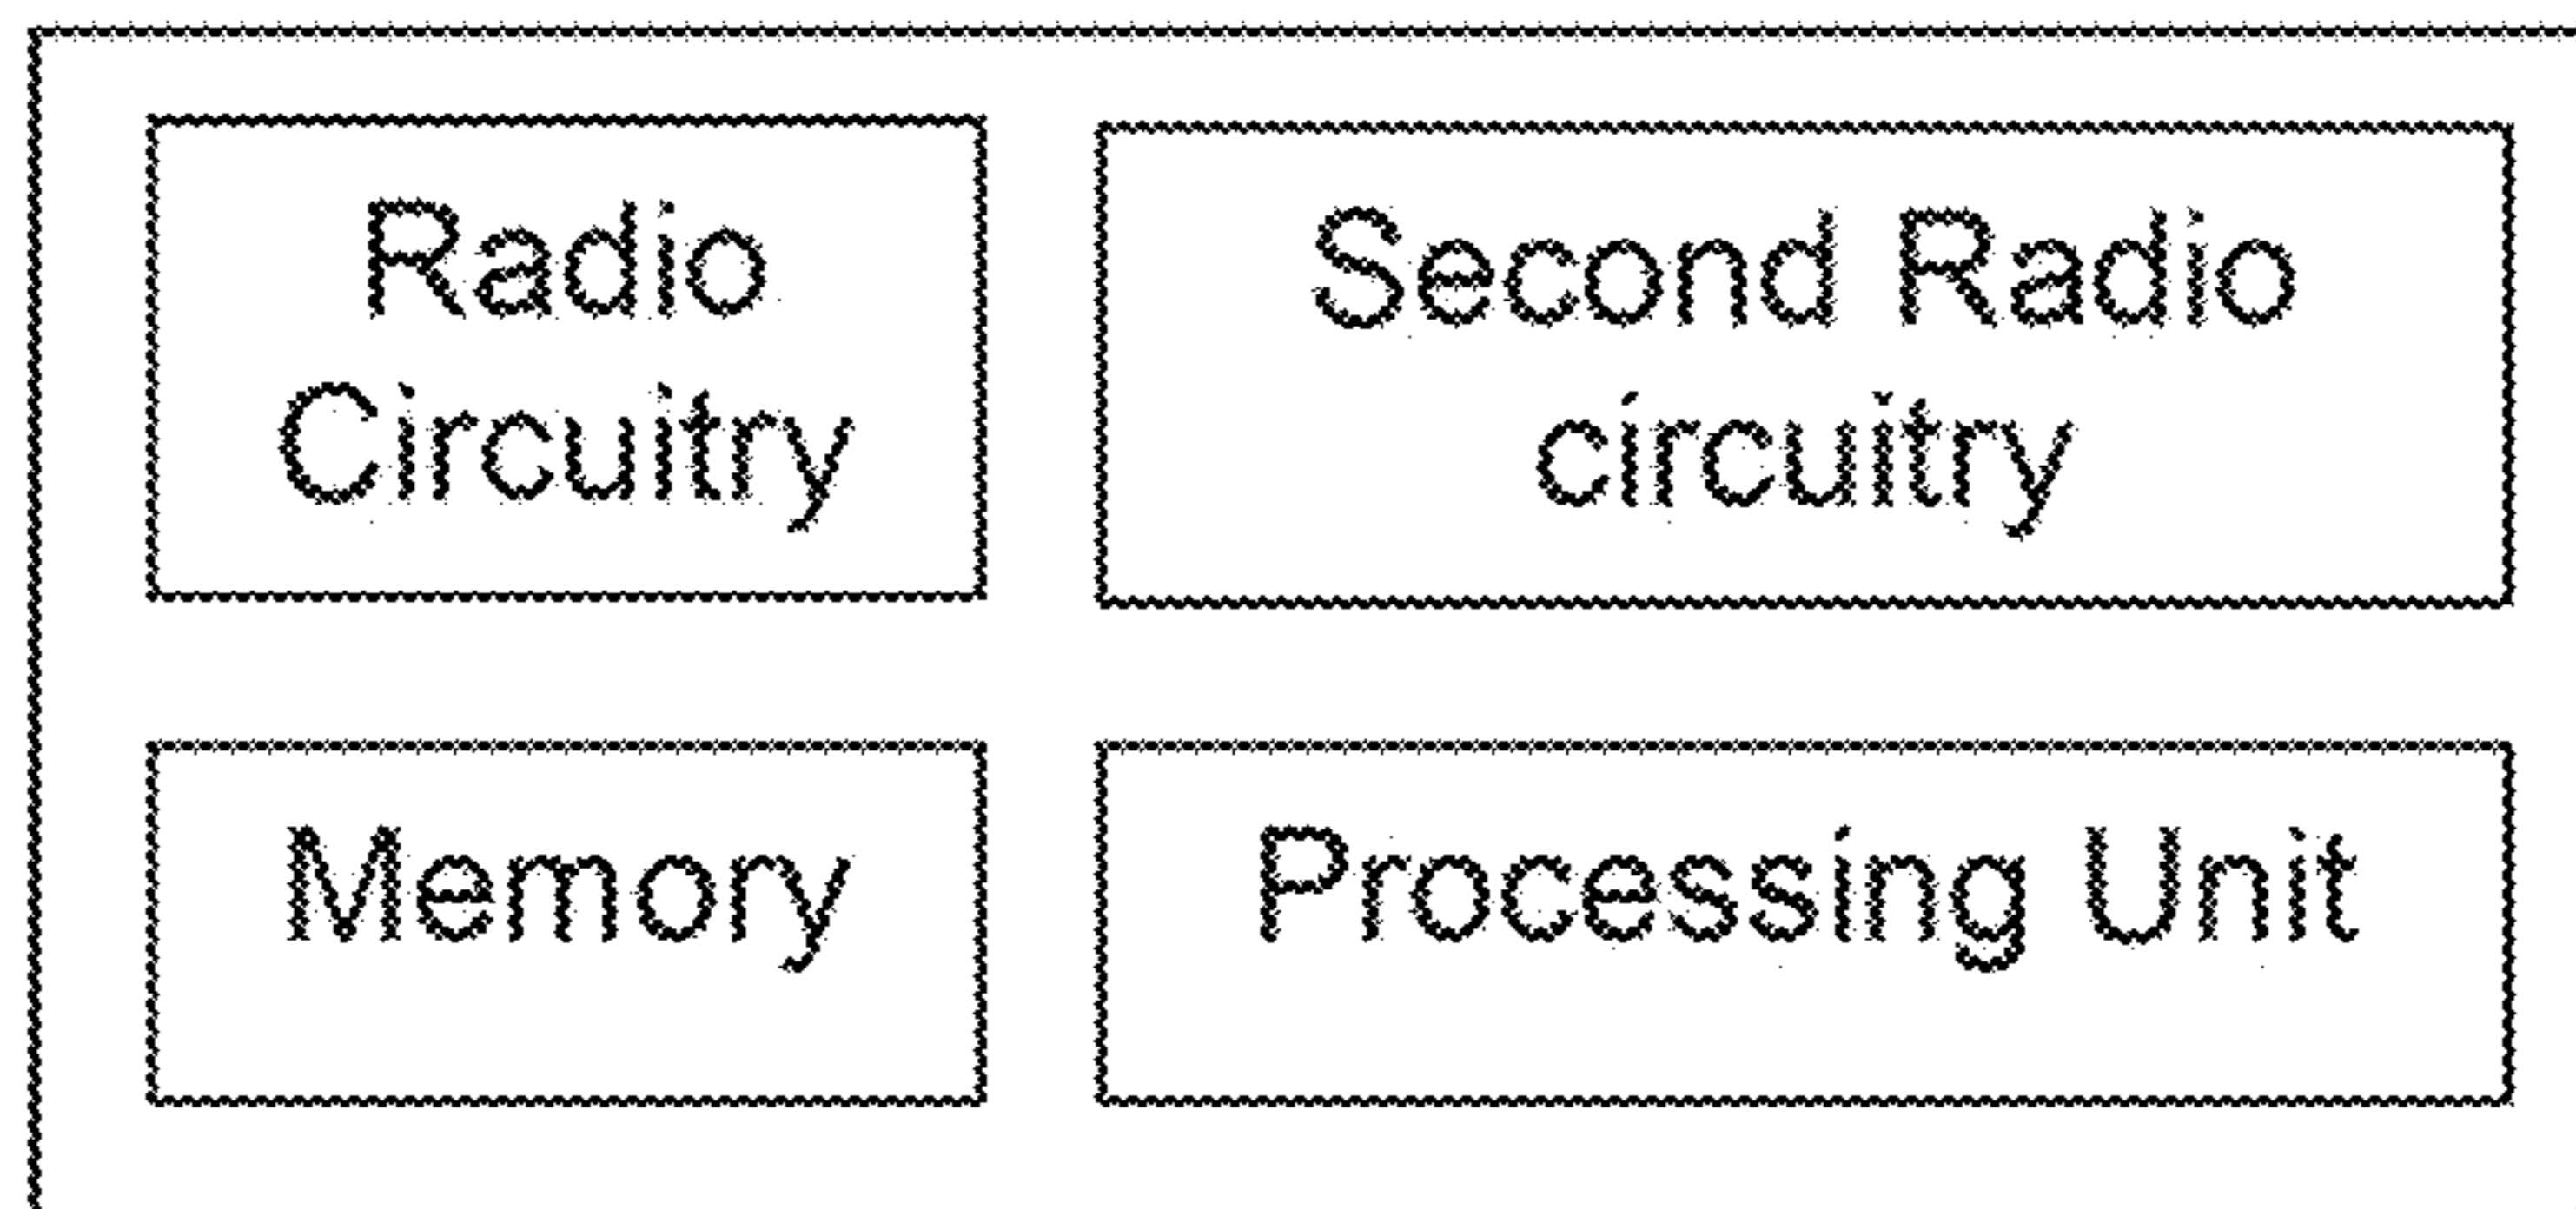 Radio
Circuitry
Second Radio
circuitry
Memory
Processing Unit